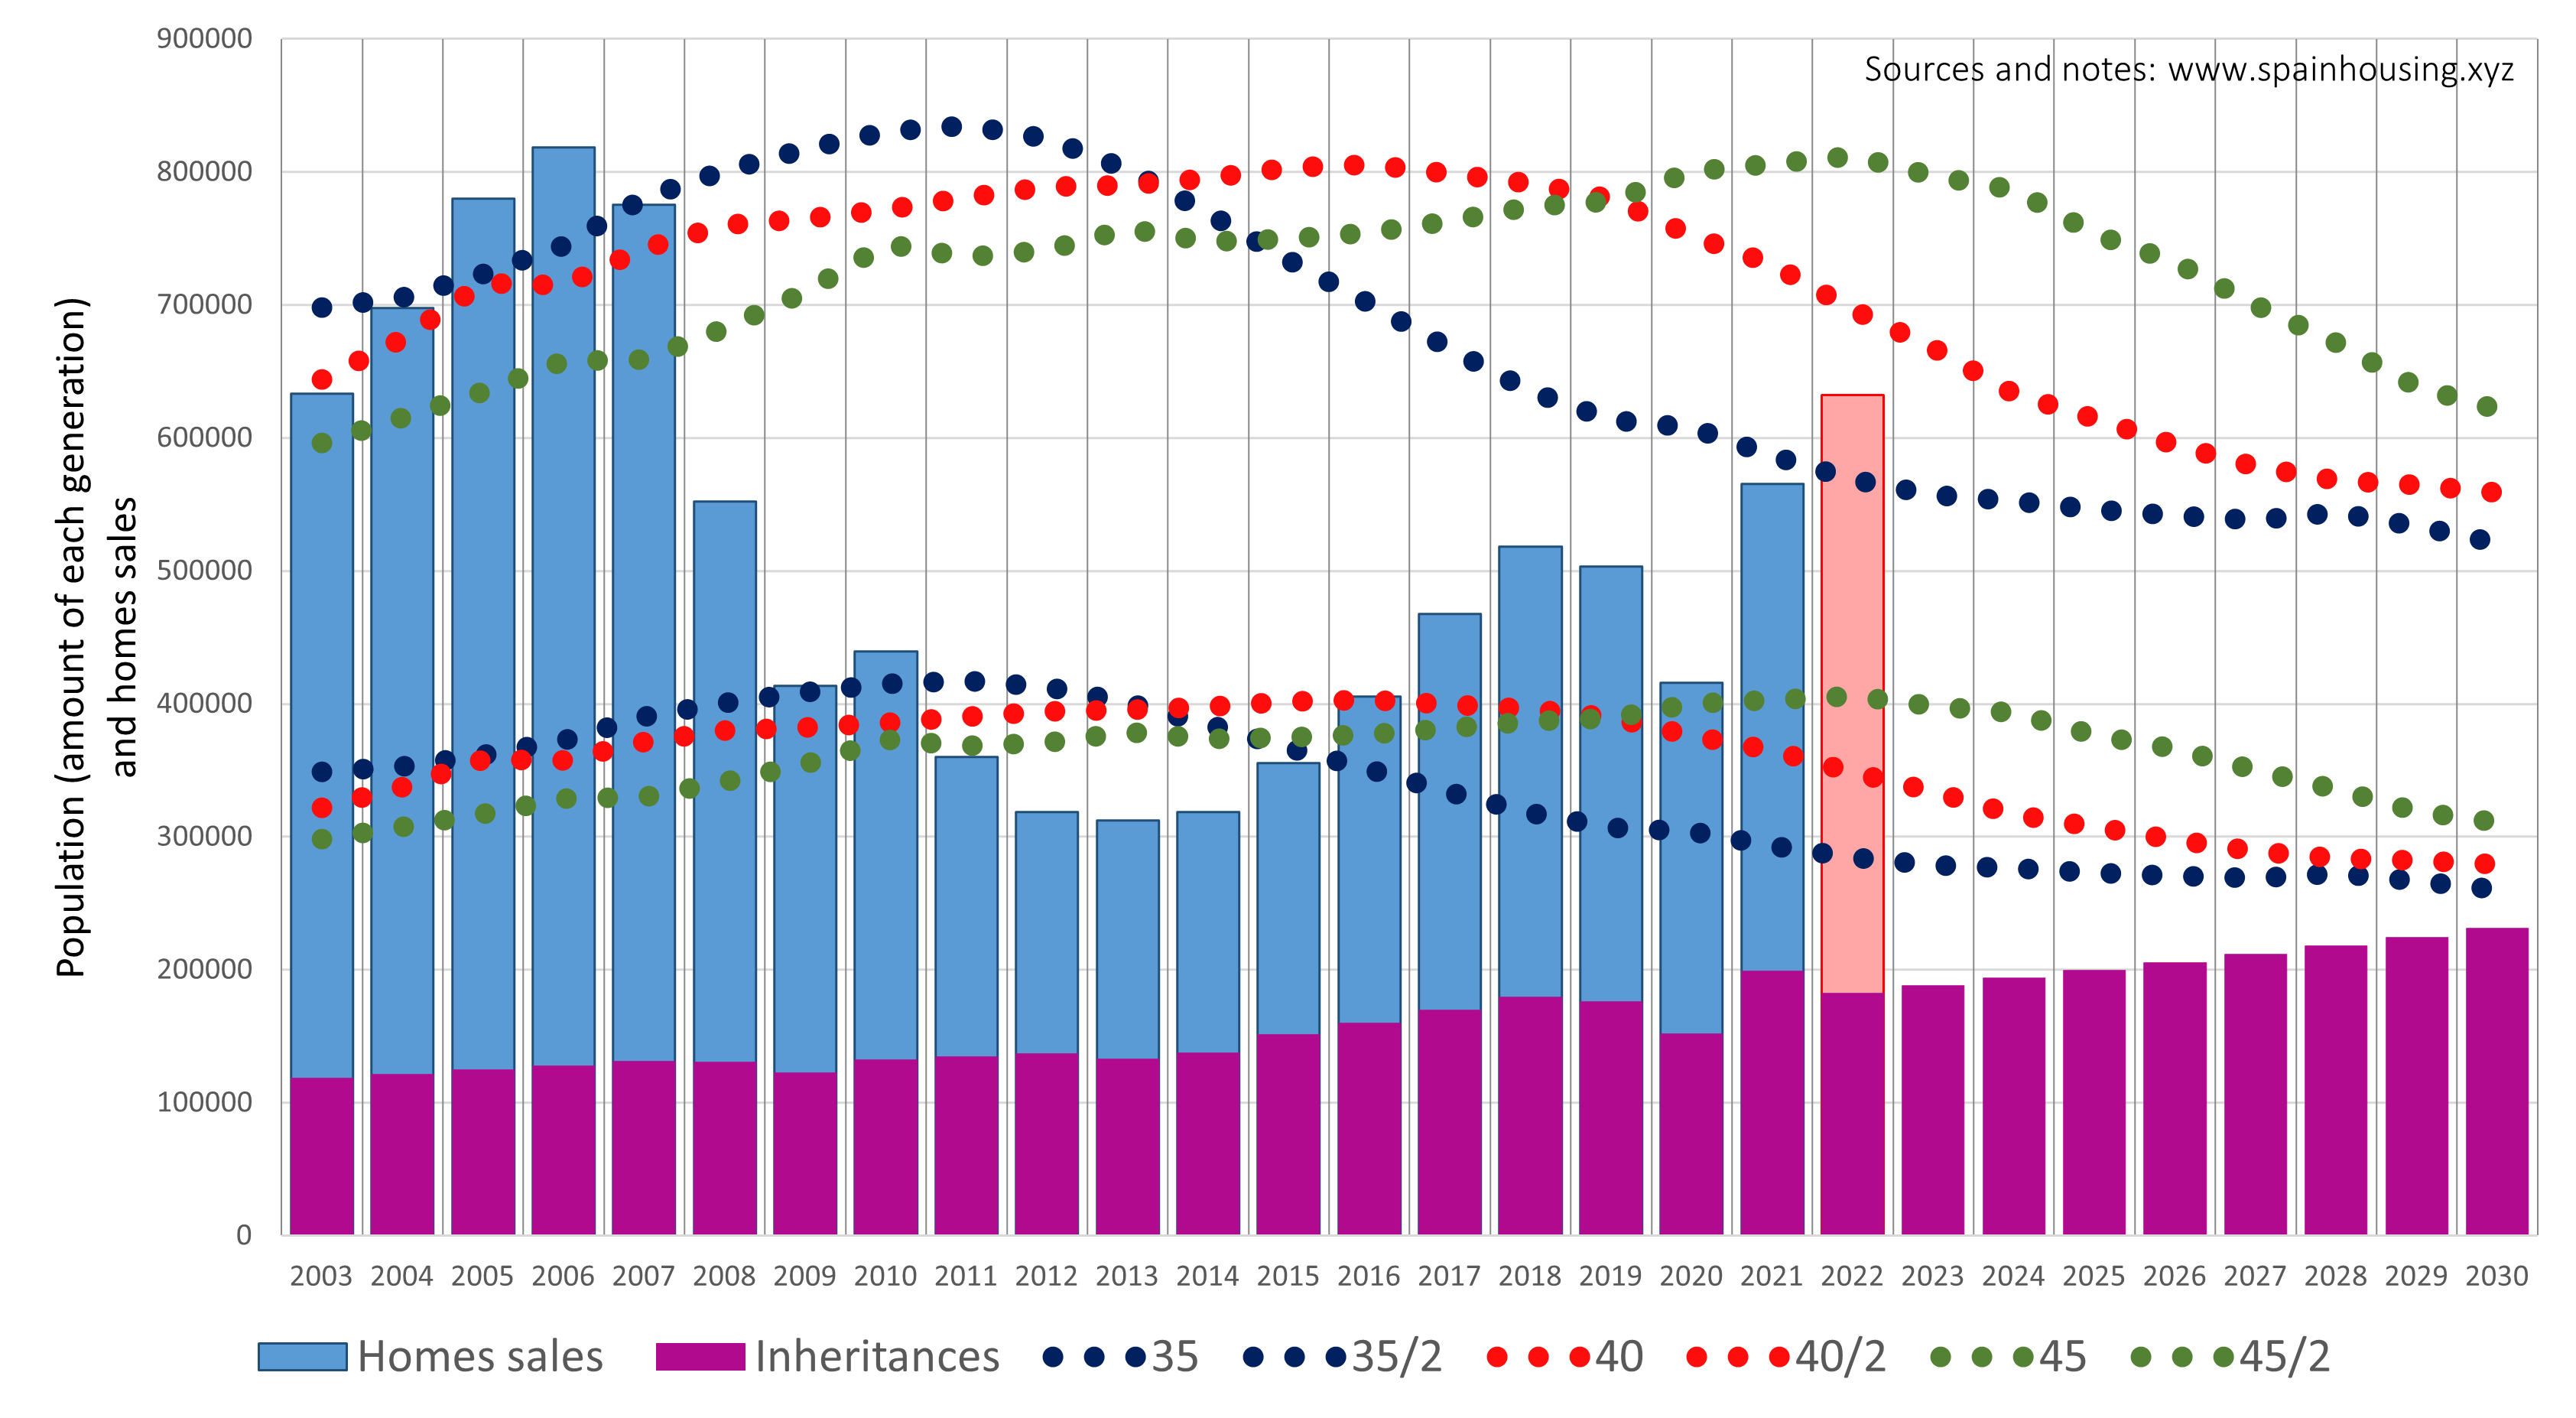 900000
Sources and notes: www.spainhousing.xyz
800000
700000
600000
500000
400000
300000
200000
100000
0
Population (amount of each generation)
and homes sales
2003 2004 2005 2006 2007 2008 2009 2010 2011 2012 2013 2014 2015 2016 2017 2018 2019 2020 2021 2022 2023 2024 2025 2026 2027 2028 2029 2030
Homes sales Inheritances 35 35/2 40 40/2 45 45/2